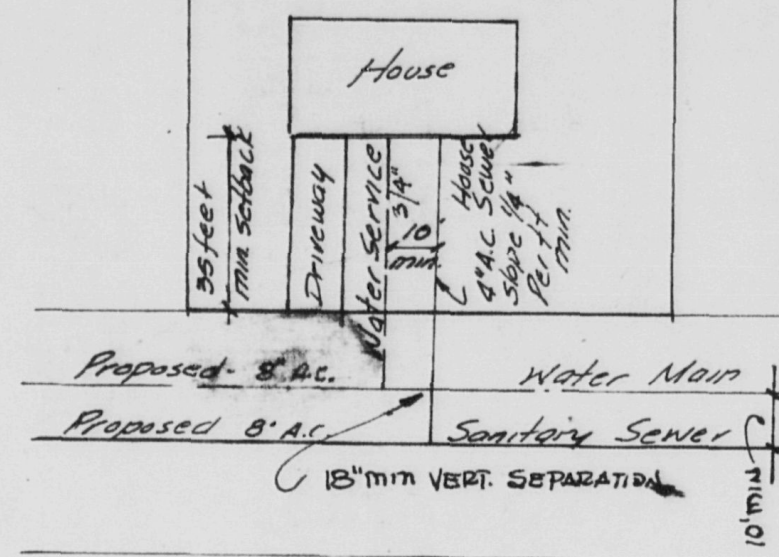 House
35 feet
min. setback
Driveway
Water Service
3/4"
10'
min.
House
4" A.C. Sewer
Slope 1/4"
Per ft
min.
Proposed - 8" A.C. Water Main
Proposed 8" A.C. Sanitary Sewer
18" min VERT. SEPARATION
10' MIN